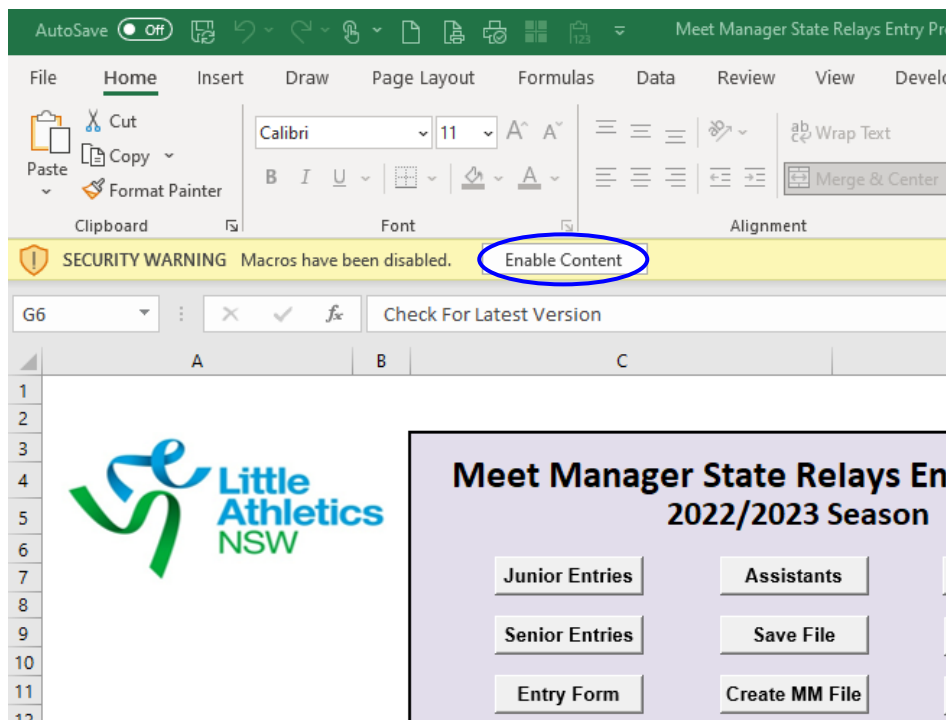 AutoSave Off 123 Meet Manager State Relays Entry Pr
File Home Insert Draw Page Layout Formulas Data Review View Develo
Paste
Cut
Copy
Format Painter
Clipboard
Calibri 11 A A
B I U A
Font
ab Wrap Text
Merge & Center
Alignment
SECURITY WARNING Macros have been disabled. Enable Content
G6 fx Check For Latest Version
A B C
1
2
3
4
5
6
7
8
9
10
11
12
Little
Athletics
NSW
Meet Manager State Relays En
2022/2023 Season
Junior Entries Assistants
Senior Entries Save File
Entry Form Create MM File